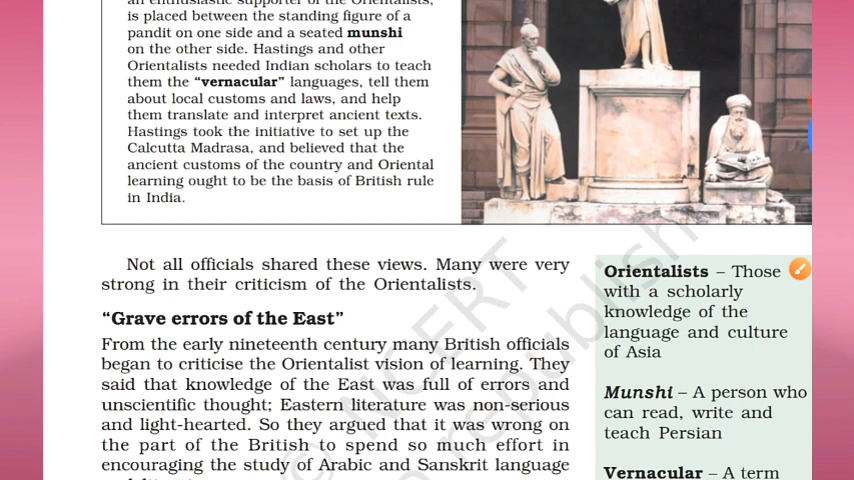 an enthusiastic supporter of the Orientalists,
is placed between the standing figure of a
pandit on one side and a seated munshi
on the other side. Hastings and other
Orientalists needed Indian scholars to teach
them the “vernacular” languages, tell them
about local customs and laws, and help
them translate and interpret ancient texts.
Hastings took the initiative to set up the
Calcutta Madrasa, and believed that the
ancient customs of the country and Oriental
learning ought to be the basis of British rule
in India.
Not all officials shared these views. Many were very
strong in their criticism of the Orientalists.
“Grave errors of the East”
From the early nineteenth century many British officials
began to criticise the Orientalist vision of learning. They
said that knowledge of the East was full of errors and
unscientific thought; Eastern literature was non-serious
and light-hearted. So they argued that it was wrong on
the part of the British to spend so much effort in
encouraging the study of Arabic and Sanskrit language
Orientalists – Those
with a scholarly
knowledge of the
language and culture
of Asia
Munshi – A person who
can read, write and
teach Persian
Vernacular – A term
© NCERT
republish